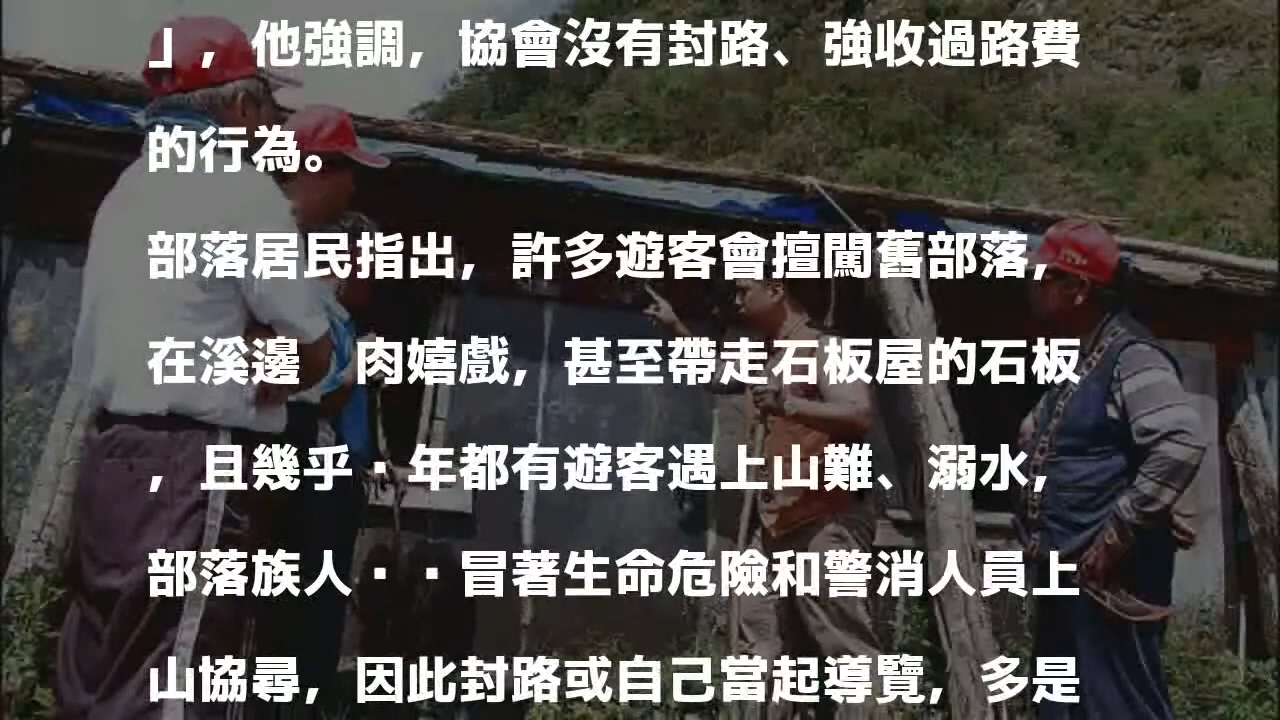 」，他強調，協會沒有封路、強收過路費
的行為。
部落居民指出，許多遊客會擅闖舊部落，
在溪邊　肉嬉戲，甚至帶走石板屋的石板
，且幾乎·年都有遊客遇上山難、溺水，
部落族人··冒著生命危險和警消人員上
山協尋，因此封路或自己當起導覽，多是